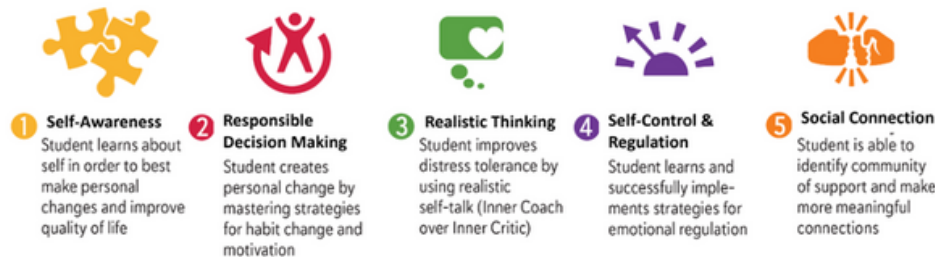 1 Self-Awareness
Student learns about
self in order to best
make personal
changes and improve
quality of life
2 Responsible
Decision Making
Student creates
personal change by
mastering strategies
for habit change and
motivation
3 Realistic Thinking
Student improves
distress tolerance by
using realistic
self-talk (Inner Coach
over Inner Critic)
4 Self-Control &
Regulation
Student learns and
successfully imple-
ments strategies for
emotional regulation
5 Social Connection
Student is able to
identify community
of support and make
more meaningful
connections